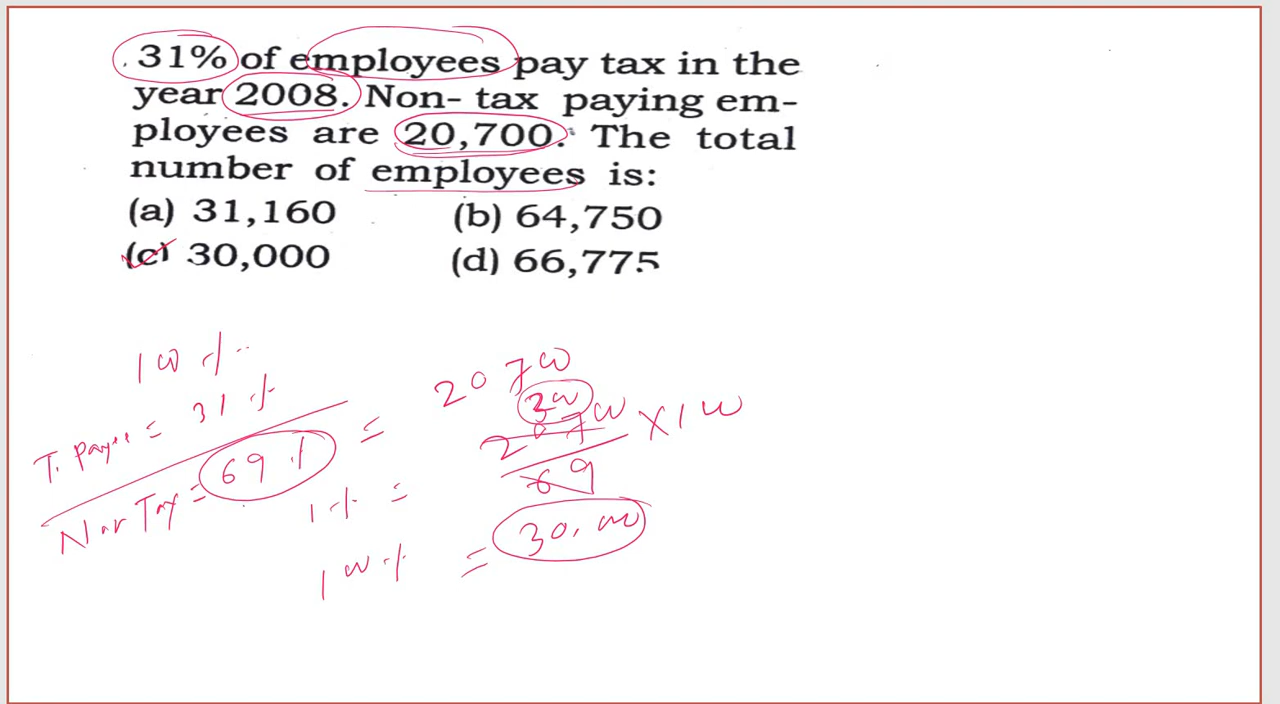 31% of employees pay tax in the
year 2008. Non- tax paying em-
ployees are 20,700. The total
number of employees is:
(a) 31,160 (b) 64,750
(c) 30,000 (d) 66,775
100 %
T. Payee = 31 %
Non Tax = 69 % = 20700
1 % = 20700 / 69 × 100
300
100 % = 30,000